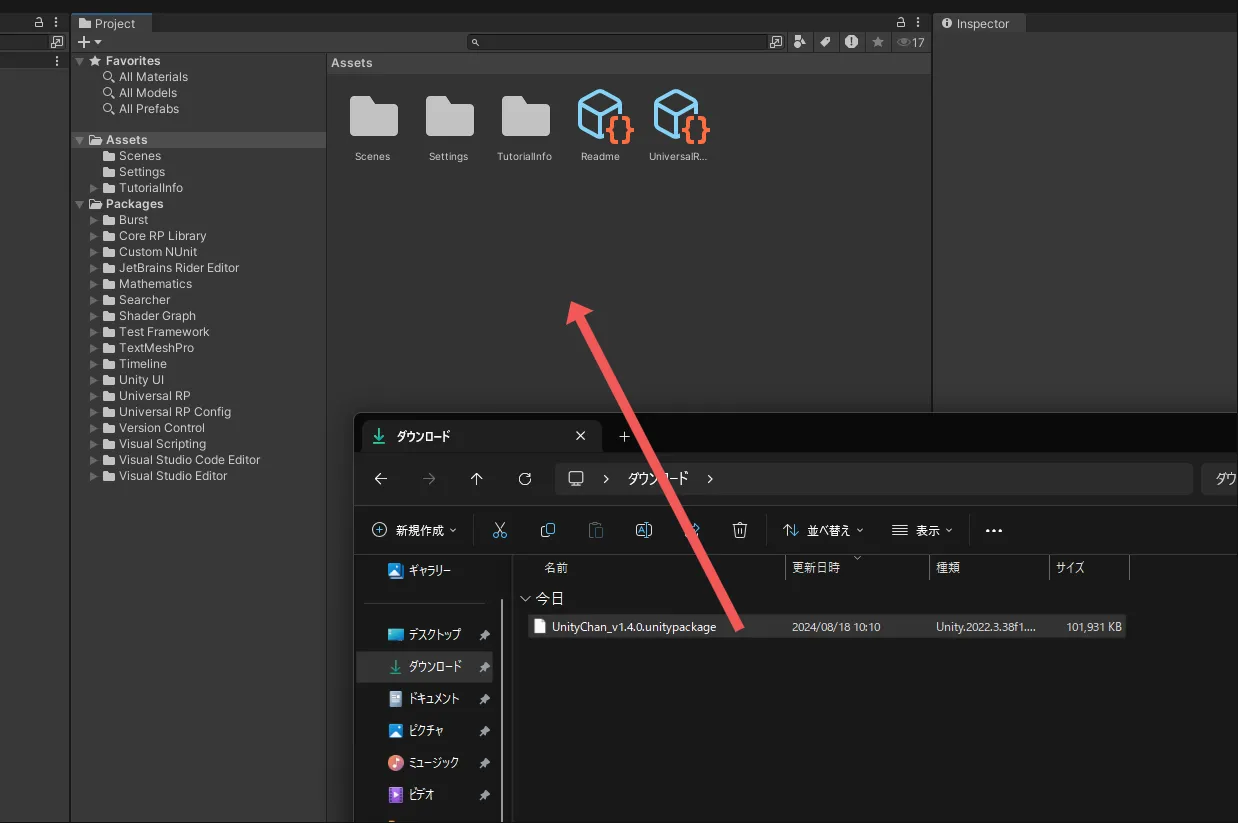 Project
Inspector
17
Favorites
All Materials
All Models
All Prefabs
Assets
Scenes
Settings
TutorialInfo
Packages
Burst
Core RP Library
Custom NUnit
JetBrains Rider Editor
Mathematics
Searcher
Shader Graph
Test Framework
TextMeshPro
Timeline
Unity UI
Universal RP
Universal RP Config
Version Control
Visual Scripting
Visual Studio Code Editor
Visual Studio Editor
Assets
Scenes
Settings
TutorialInfo
Readme
UniversalR...
ダウンロード
ダウンロード
ダウ
新規作成
並べ替え
表示
ギャラリー
デスクトップ
ダウンロード
ドキュメント
ピクチャ
ミュージック
ビデオ
名前
更新日時
種類
サイズ
今日
UnityChan_v1.4.0.unitypackage
2024/08/18 10:10
Unity.2022.3.38f1....
101,931 KB